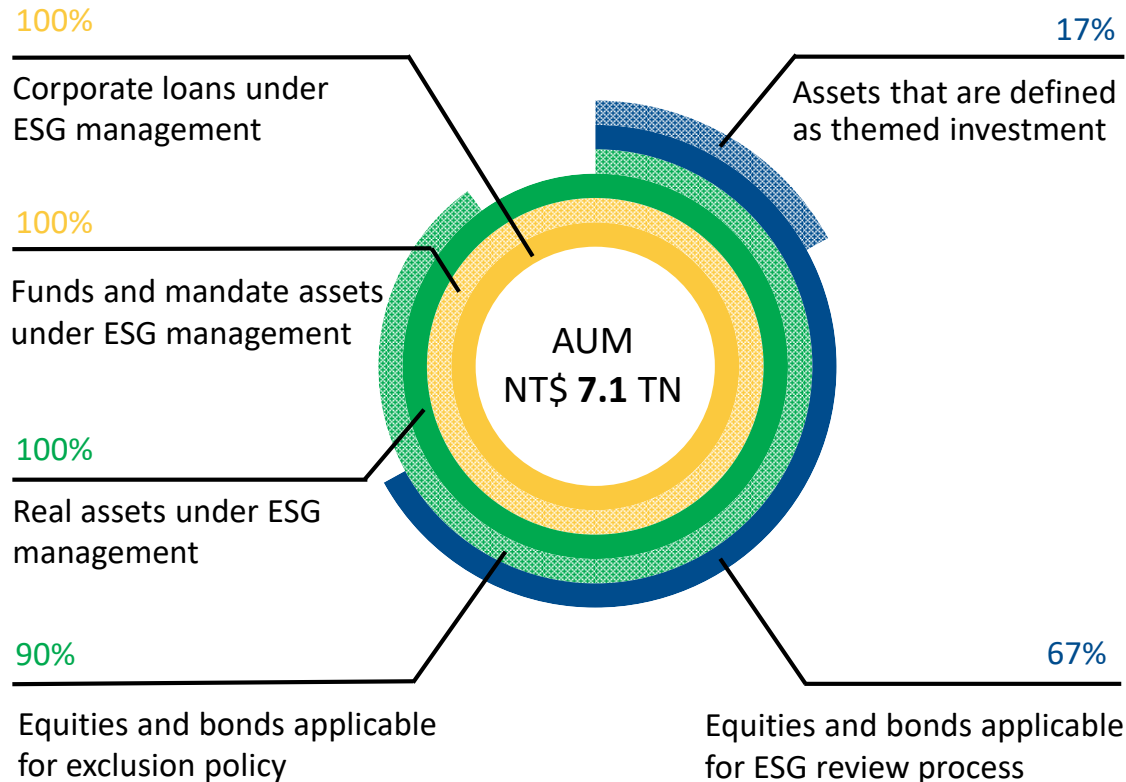 100%
Corporate loans under
ESG management
100%
Funds and mandate assets
under ESG management
100%
Real assets under ESG
management
90%
Equities and bonds applicable
for exclusion policy
AUM
NT$ 7.1 TN
17%
Assets that are defined
as themed investment
67%
Equities and bonds applicable
for ESG review process